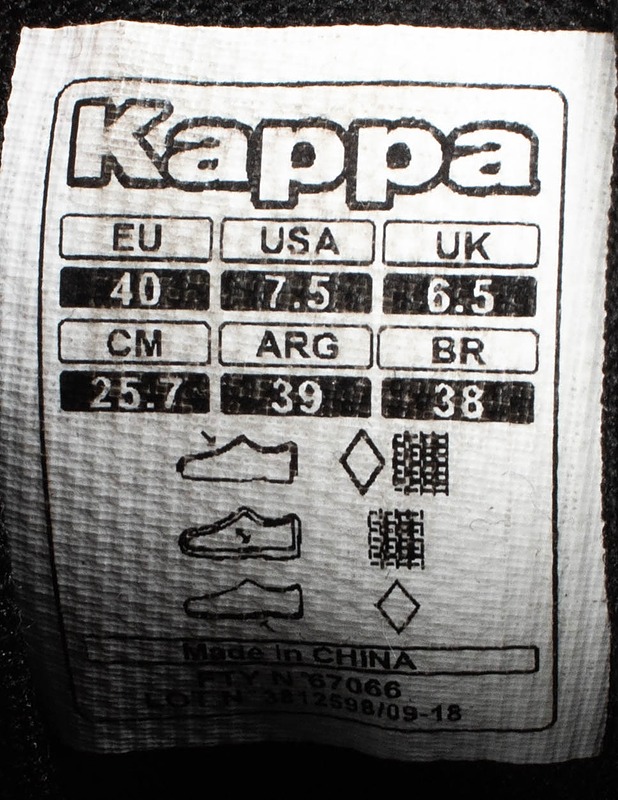 Kappa
EU USA UK
40 7.5 6.5
CM ARG BR
25.7 39 38
Made in CHINA
FTY N°67066
LOT N° 3812598/09-18